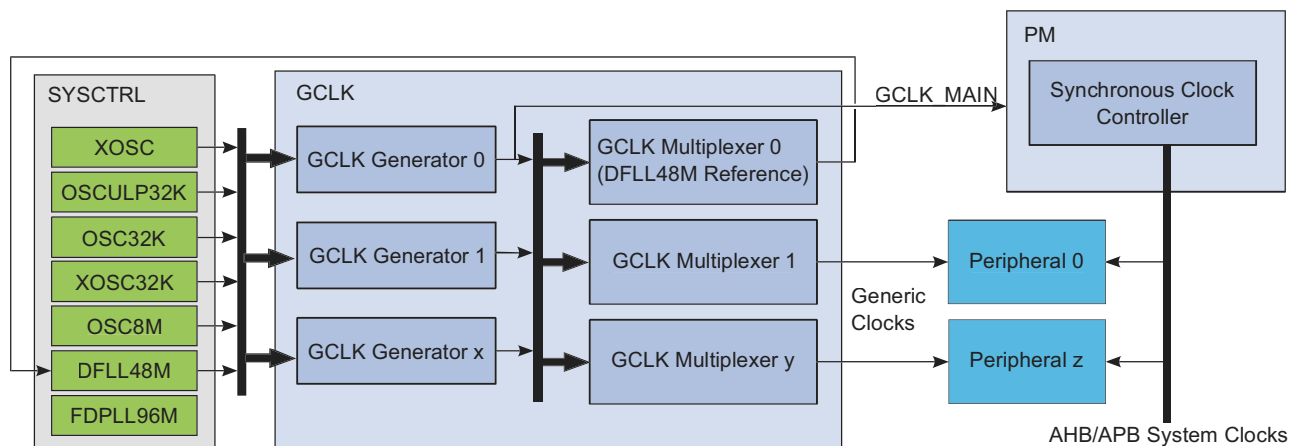 PM
SYSCTRL
GCLK
GCLK_MAIN
Synchronous Clock
Controller
XOSC
OSCULP32K
OSC32K
XOSC32K
OSC8M
DFLL48M
FDPLL96M
GCLK Generator 0
GCLK Generator 1
GCLK Generator x
GCLK Multiplexer 0
(DFLL48M Reference)
GCLK Multiplexer 1
GCLK Multiplexer y
Generic
Clocks
Peripheral 0
Peripheral z
AHB/APB System Clocks